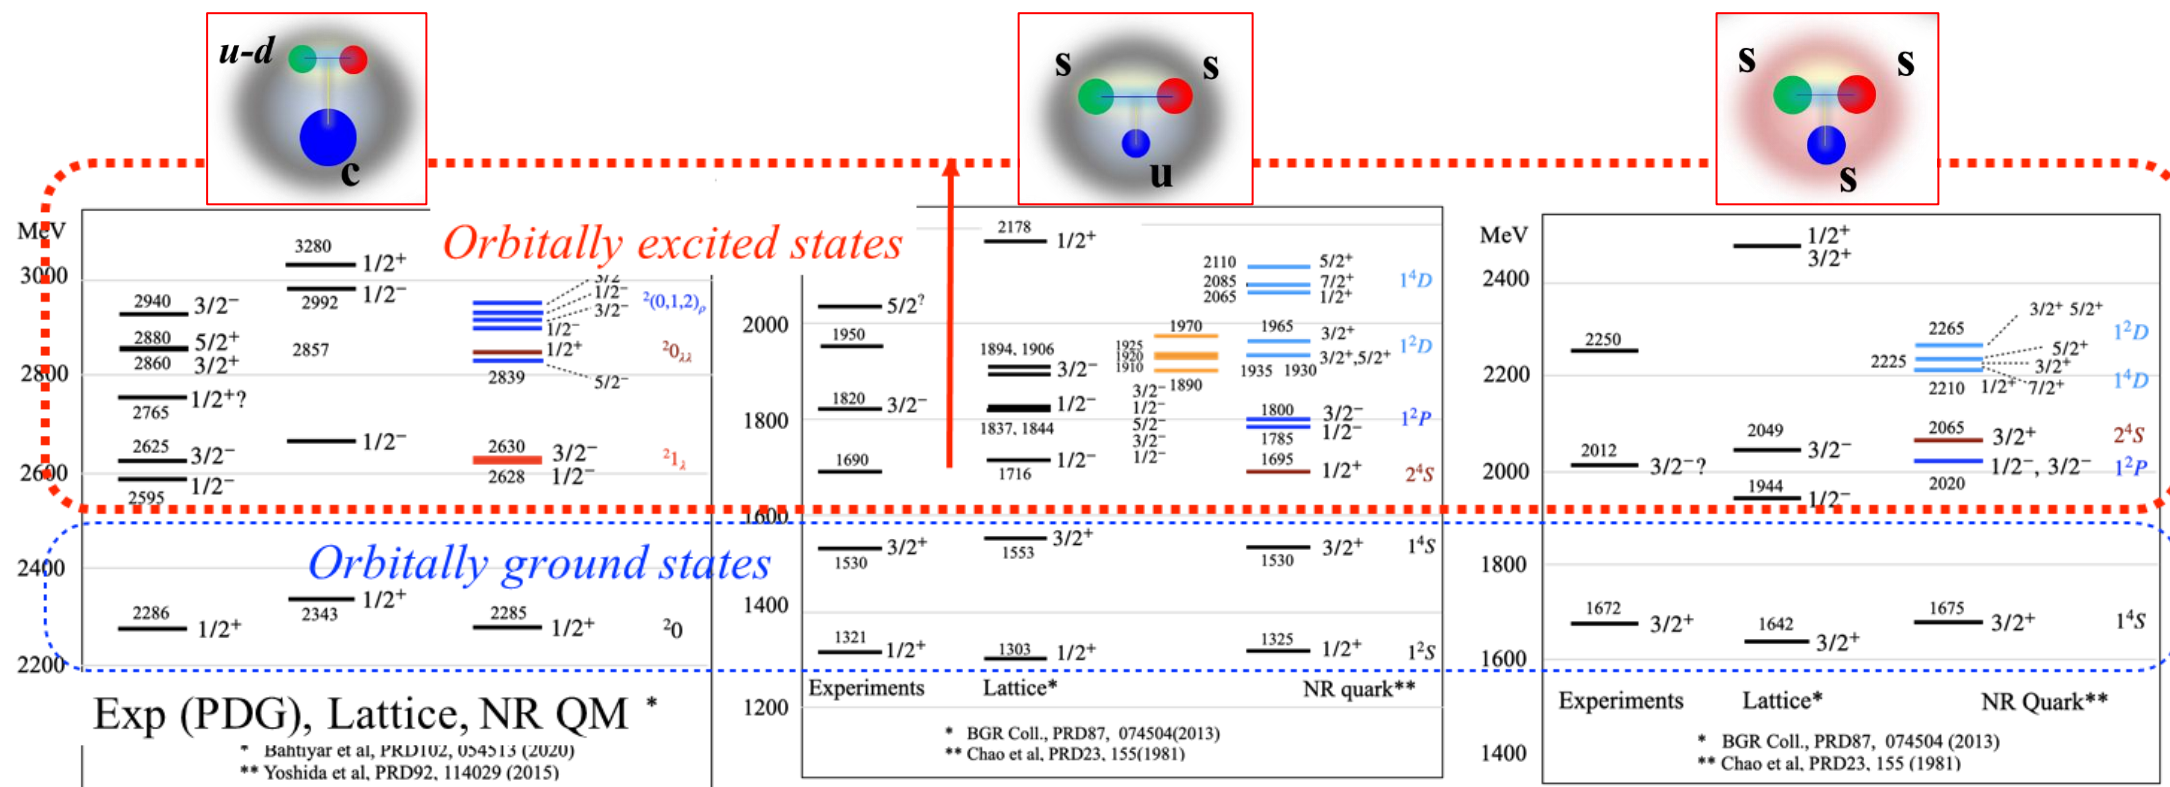 u-d
c
s s
u
s s
s
Orbitally excited states
Orbitally ground states
MeV
3000
2800
2600
2400
2200
2940 3/2⁻
2880 5/2⁺
2860 3/2⁺
2765 1/2⁺?
2625 3/2⁻
2595 1/2⁻
2286 1/2⁺
3280 1/2⁺
2992 1/2⁻
2857
1/2⁻
2343 1/2⁺
1/2⁻
3/2⁻
²(0,1,2)ρ
1/2⁻
1/2⁺
²0λλ
2839
5/2⁻
2630 3/2⁻
2628 1/2⁻
²1λ
2285 1/2⁺
²0
Exp (PDG), Lattice, NR QM *
* Bahtiyar et al, PRD102, 054513 (2020)
** Yoshida et al, PRD92, 114029 (2015)
2000
1800
1600
1400
1200
5/2?
1950
1820 3/2⁻
1690
1530 3/2⁺
1321 1/2⁺
Experiments
2178 1/2⁺
1894, 1906 3/2⁻
1/2⁻
1837, 1844
1716 1/2⁻
1553 3/2⁺
1303 1/2⁺
Lattice*
1970
1925
1920
1910
1890
3/2⁻
1/2⁻
5/2⁻
3/2⁻
1/2⁻
2110 5/2⁺
2085 7/2⁺
2065 1/2⁺
1⁴D
1965 3/2⁺
1²D
3/2⁺,5/2⁺
1935 1930
1800 3/2⁻
1785 1/2⁻
1²P
1695 1/2⁺
2⁴S
1530 3/2⁺
1⁴S
1325 1/2⁺
1²S
NR quark**
* BGR Coll., PRD87, 074504(2013)
** Chao et al, PRD23, 155(1981)
MeV
2400
2200
2000
1800
1600
1400
2250
2012 3/2⁻?
1672 3/2⁺
Experiments
1/2⁺
3/2⁺
2049 3/2⁻
1944 1/2⁻
1642 3/2⁺
Lattice*
3/2⁺ 5/2⁺
2265
1²D
5/2⁺
2225 3/2⁺
2210 1/2⁺ 7/2⁺
1⁴D
2065 3/2⁺
2⁴S
1/2⁻, 3/2⁻
1²P
2020
1675 3/2⁺
1⁴S
NR Quark**
* BGR Coll., PRD87, 074504 (2013)
** Chao et al, PRD23, 155 (1981)